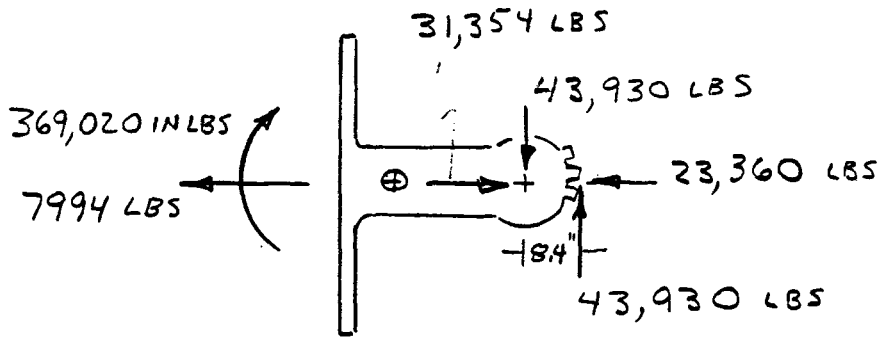 31,354 LBS
43,930 LBS
369,020 IN LBS
7994 LBS
23,360 LBS
8.4"
43,930 LBS